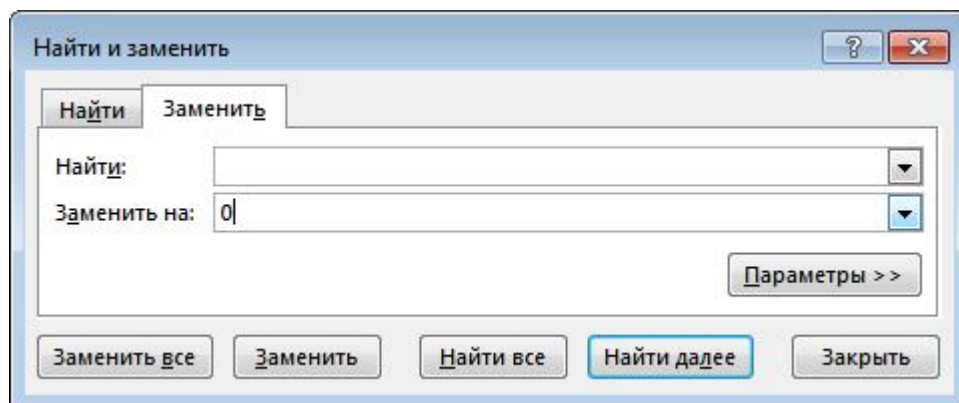 Найти и заменить
Найти Заменить
Найти:
Заменить на: 0
Параметры >>
Заменить все Заменить Найти все Найти далее Закрыть